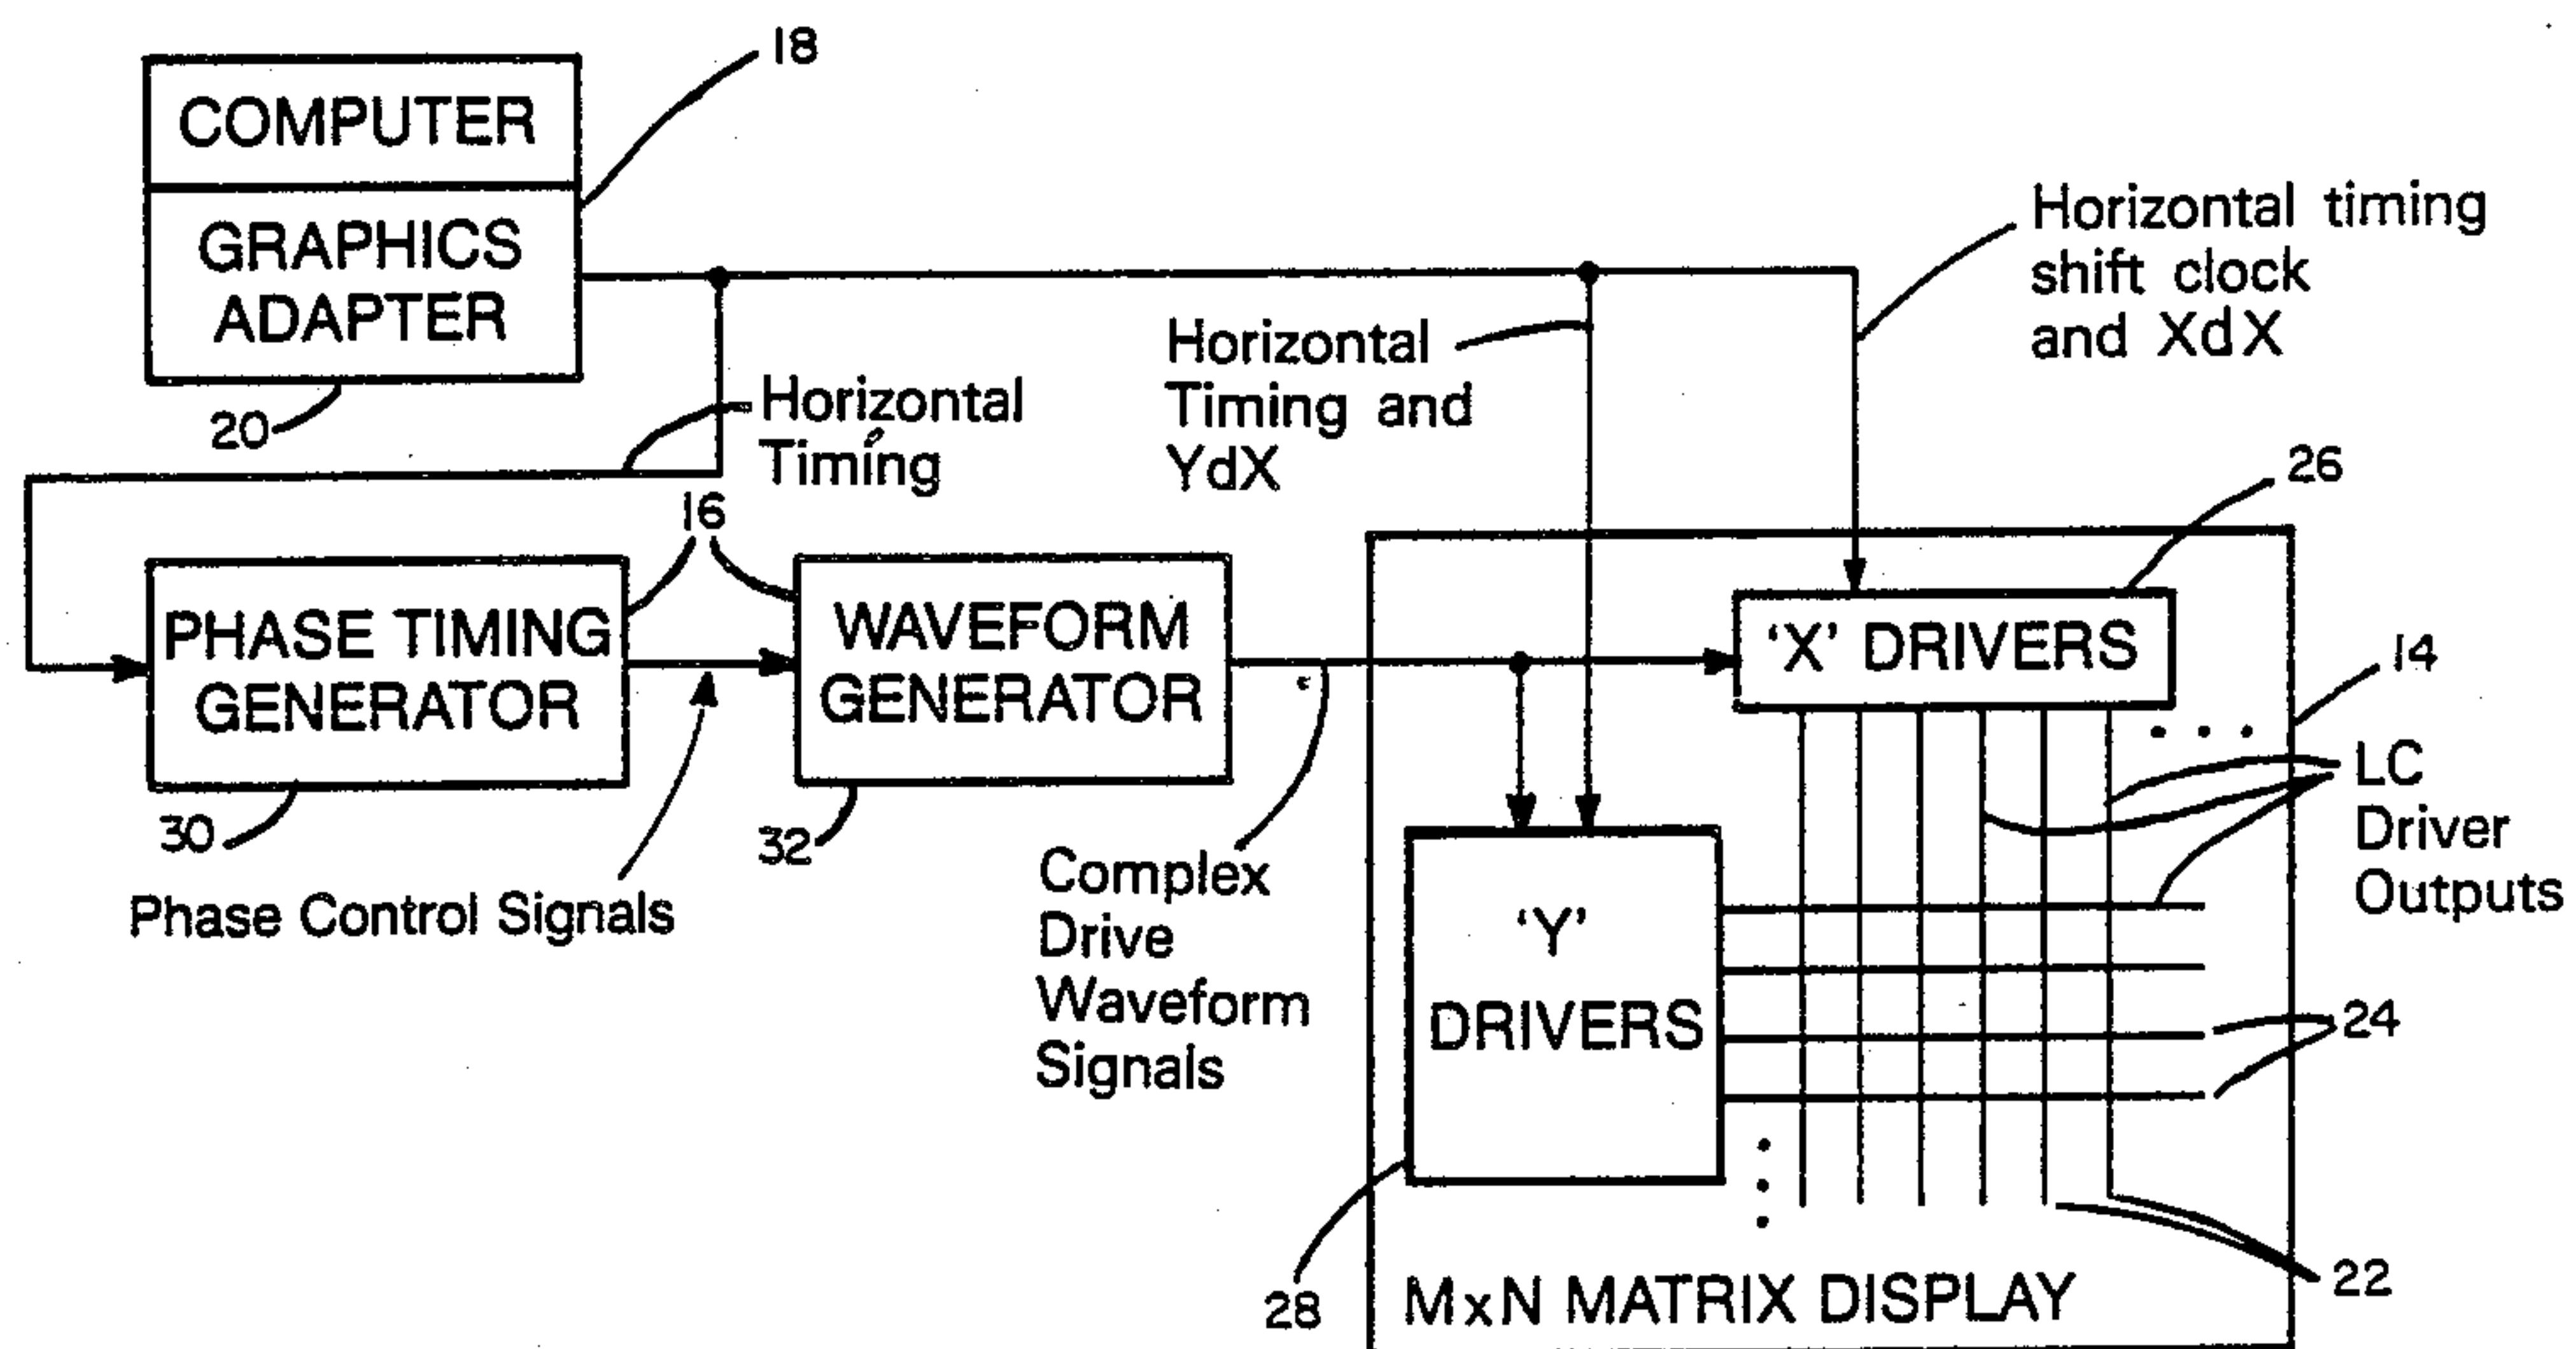 18
COMPUTER
GRAPHICS
ADAPTER
20
Horizontal
Timing
Horizontal
Timing and
YdX
Horizontal timing
shift clock
and XdX
26
16
PHASE TIMING
GENERATOR
30
Phase Control Signals
WAVEFORM
GENERATOR
32
Complex
Drive
Waveform
Signals
'X' DRIVERS
14
LC
Driver
Outputs
'Y'
DRIVERS
24
28
22
MxN MATRIX DISPLAY